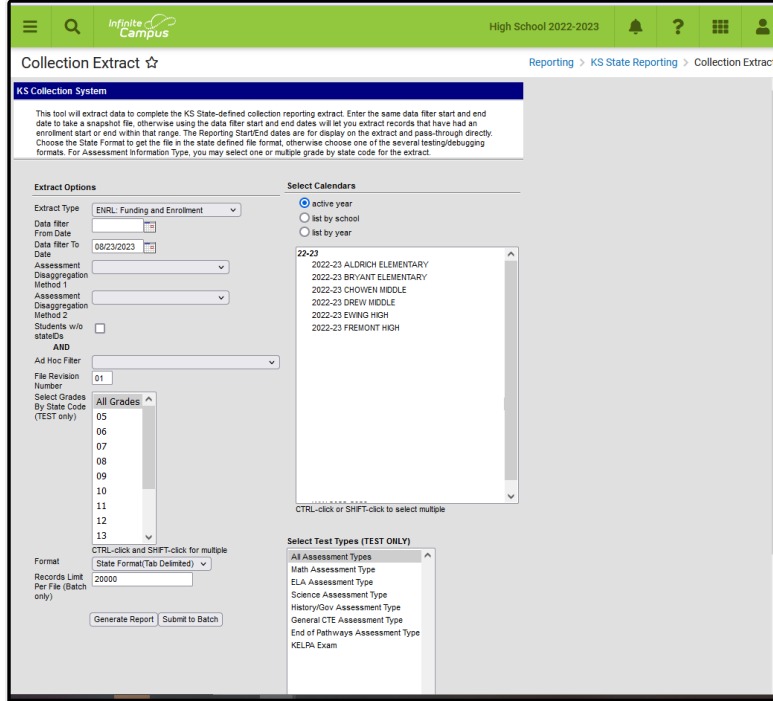 Infinite Campus
High School 2022-2023
?
Collection Extract ☆
Reporting > KS State Reporting > Collection Extract
KS Collection System
This tool will extract data to complete the KS State-defined collection reporting extract. Enter the same data filter start and end
date to take a snapshot file, otherwise using the data filter start and end dates will let you extract records that have had an
enrollment start or end within that range. The Reporting Start/End dates are for display on the extract and pass-through directly.
Choose the State Format to get the file in the state defined file format, otherwise choose one of the several testing/debugging
formats. For Assessment Information Type, you may select one or multiple grade by state code for the extract.
Extract Options
Extract Type
ENRL: Funding and Enrollment
Data filter
From Date
Data filter To
Date
08/23/2023
Assessment
Disaggregation
Method 1
Assessment
Disaggregation
Method 2
Students w/o
stateIDs
AND
Ad Hoc Filter
File Revision
Number
01
Select Grades
By State Code
(TEST only)
All Grades
05
06
07
08
09
10
11
12
13
CTRL-click and SHIFT-click for multiple
Format
State Format(Tab Delimited)
Records Limit
Per File (Batch
only)
20000
Generate Report
Submit to Batch
Select Calendars
active year
list by school
list by year
22-23
2022-23 ALDRICH ELEMENTARY
2022-23 BRYANT ELEMENTARY
2022-23 CHOWEN MIDDLE
2022-23 DREW MIDDLE
2022-23 EWING HIGH
2022-23 FREMONT HIGH
CTRL-click or SHIFT-click to select multiple
Select Test Types (TEST ONLY)
All Assessment Types
Math Assessment Type
ELA Assessment Type
Science Assessment Type
History/Gov Assessment Type
General CTE Assessment Type
End of Pathways Assessment Type
KELPA Exam